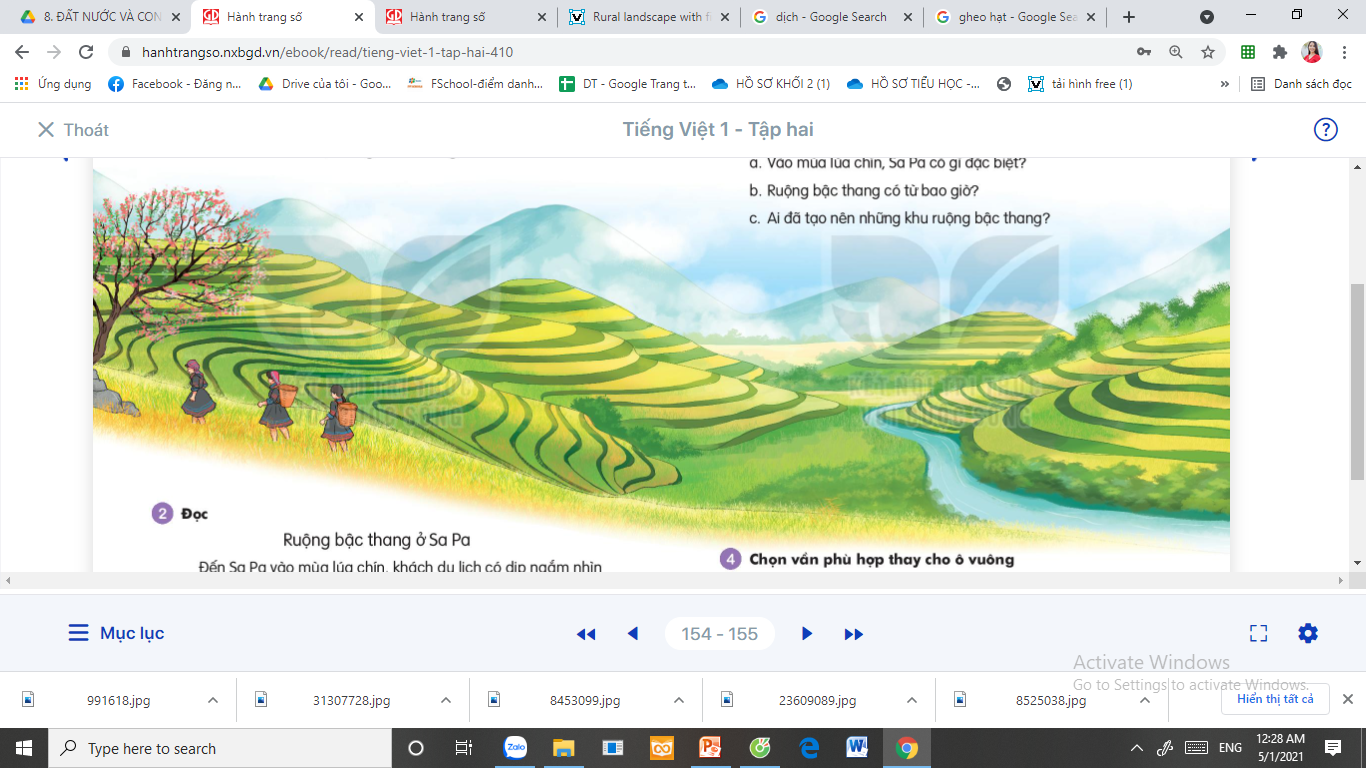 8. ĐẤT NƯỚC VÀ CON
Hành trang số
Hành trang số
Rural landscape with fi
dịch - Google Search
gheo hạt - Google Sea
hanhtrangso.nxbgd.vn/ebook/read/tieng-viet-1-tap-hai-410
Ứng dụng
Facebook - Đăng n...
Drive của tôi - Goo...
FSchool-điểm danh...
DT - Google Trang t...
HỒ SƠ KHỐI 2 (1)
HỒ SƠ TIỂU HỌC -...
tải hình free (1)
»
Danh sách đọc
Thoát
Tiếng Việt 1 - Tập hai
?
a. Vào mùa lúa chín, Sa Pa có gì đặc biệt?
b. Ruộng bậc thang có từ bao giờ?
c. Ai đã tạo nên những khu ruộng bậc thang?
2 Đọc
Ruộng bậc thang ở Sa Pa
Đến Sa Pa vào mùa lúa chín, khách du lịch có dịp ngắm nhìn
4 Chọn vần phù hợp thay cho ô vuông
Mục lục
154 - 155
Activate Windows
Go to Settings to activate Windows.
991618.jpg
31307728.jpg
8453099.jpg
23609089.jpg
8525038.jpg
Hiển thị tất cả
Type here to search
Zalo
ENG
12:28 AM
5/1/2021